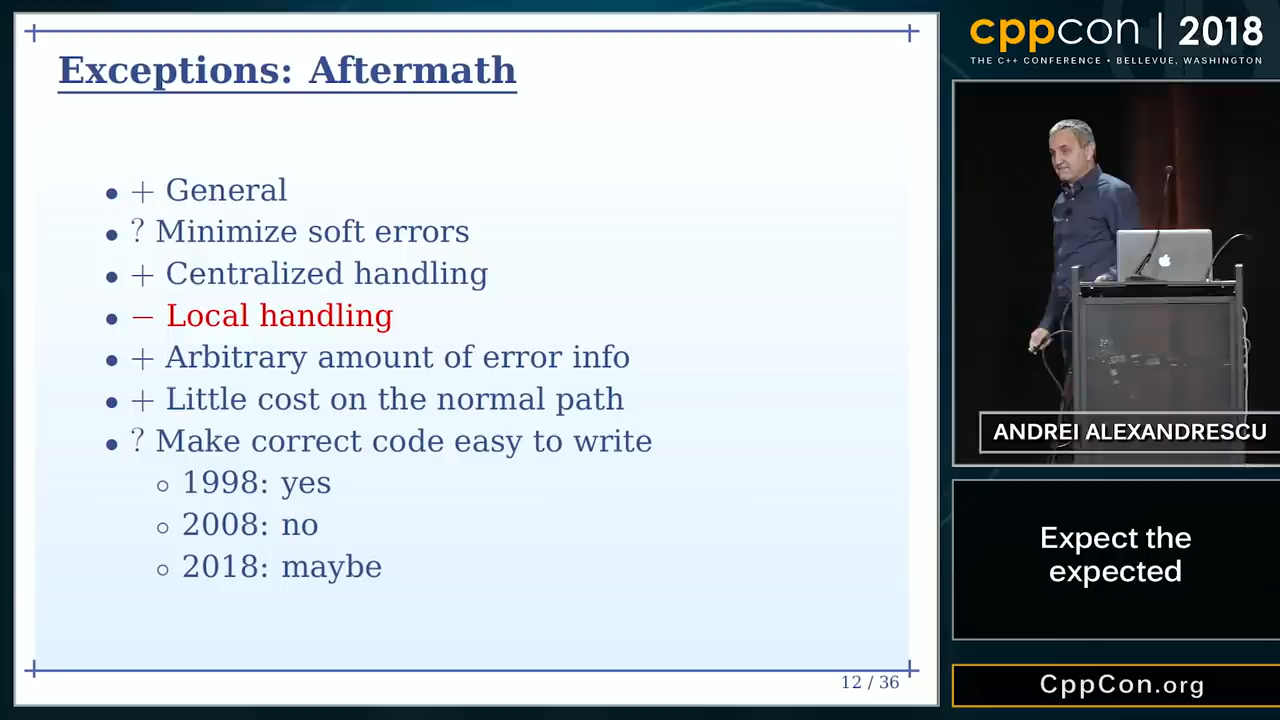 Exceptions: Aftermath
• + General
• ? Minimize soft errors
• + Centralized handling
• − Local handling
• + Arbitrary amount of error info
• + Little cost on the normal path
• ? Make correct code easy to write
◦ 1998: yes
◦ 2008: no
◦ 2018: maybe
12 / 36
cppcon | 2018
THE C++ CONFERENCE • BELLEVUE, WASHINGTON
ANDREI ALEXANDRESCU
Expect the
expected
CppCon.org